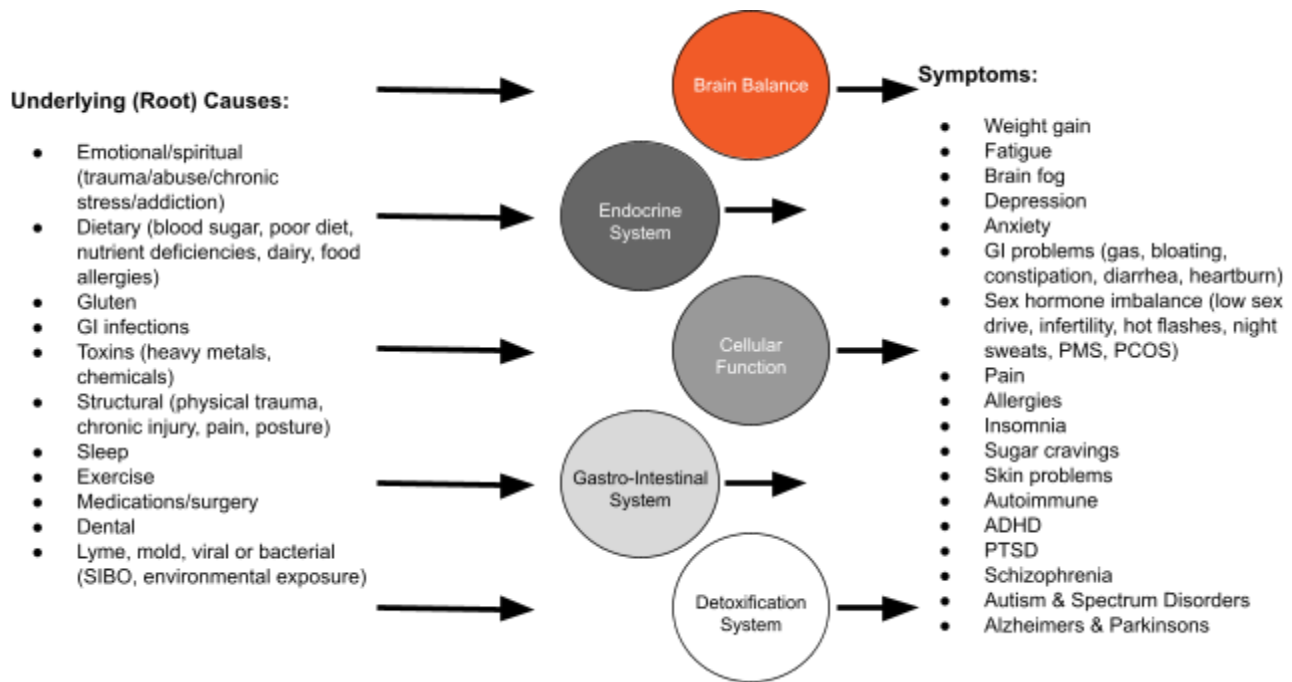 Underlying (Root) Causes:
● Emotional/spiritual
(trauma/abuse/chronic
stress/addiction)
● Dietary (blood sugar, poor diet,
nutrient deficiencies, dairy, food
allergies)
● Gluten
● GI infections
● Toxins (heavy metals,
chemicals)
● Structural (physical trauma,
chronic injury, pain, posture)
● Sleep
● Exercise
● Medications/surgery
● Dental
● Lyme, mold, viral or bacterial
(SIBO, environmental exposure)
Brain Balance
Endocrine
System
Cellular
Function
Gastro-Intestinal
System
Detoxification
System
Symptoms:
● Weight gain
● Fatigue
● Brain fog
● Depression
● Anxiety
● GI problems (gas, bloating,
constipation, diarrhea, heartburn)
● Sex hormone imbalance (low sex
drive, infertility, hot flashes, night
sweats, PMS, PCOS)
● Pain
● Allergies
● Insomnia
● Sugar cravings
● Skin problems
● Autoimmune
● ADHD
● PTSD
● Schizophrenia
● Autism & Spectrum Disorders
● Alzheimers & Parkinsons